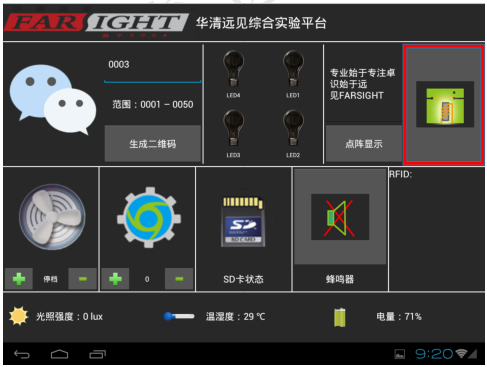 FARSIGHT 华清远见综合实验平台
0003
范围：0001 – 0050
生成二维码
LED4
LED1
LED3
LED2
专业始于专注卓
识始于远
见FARSIGHT
点阵显示
停档
0
SD CARD
SD卡状态
蜂鸣器
RFID:
光照强度：0 lux
温湿度：29 ℃
电量：71%
9:20